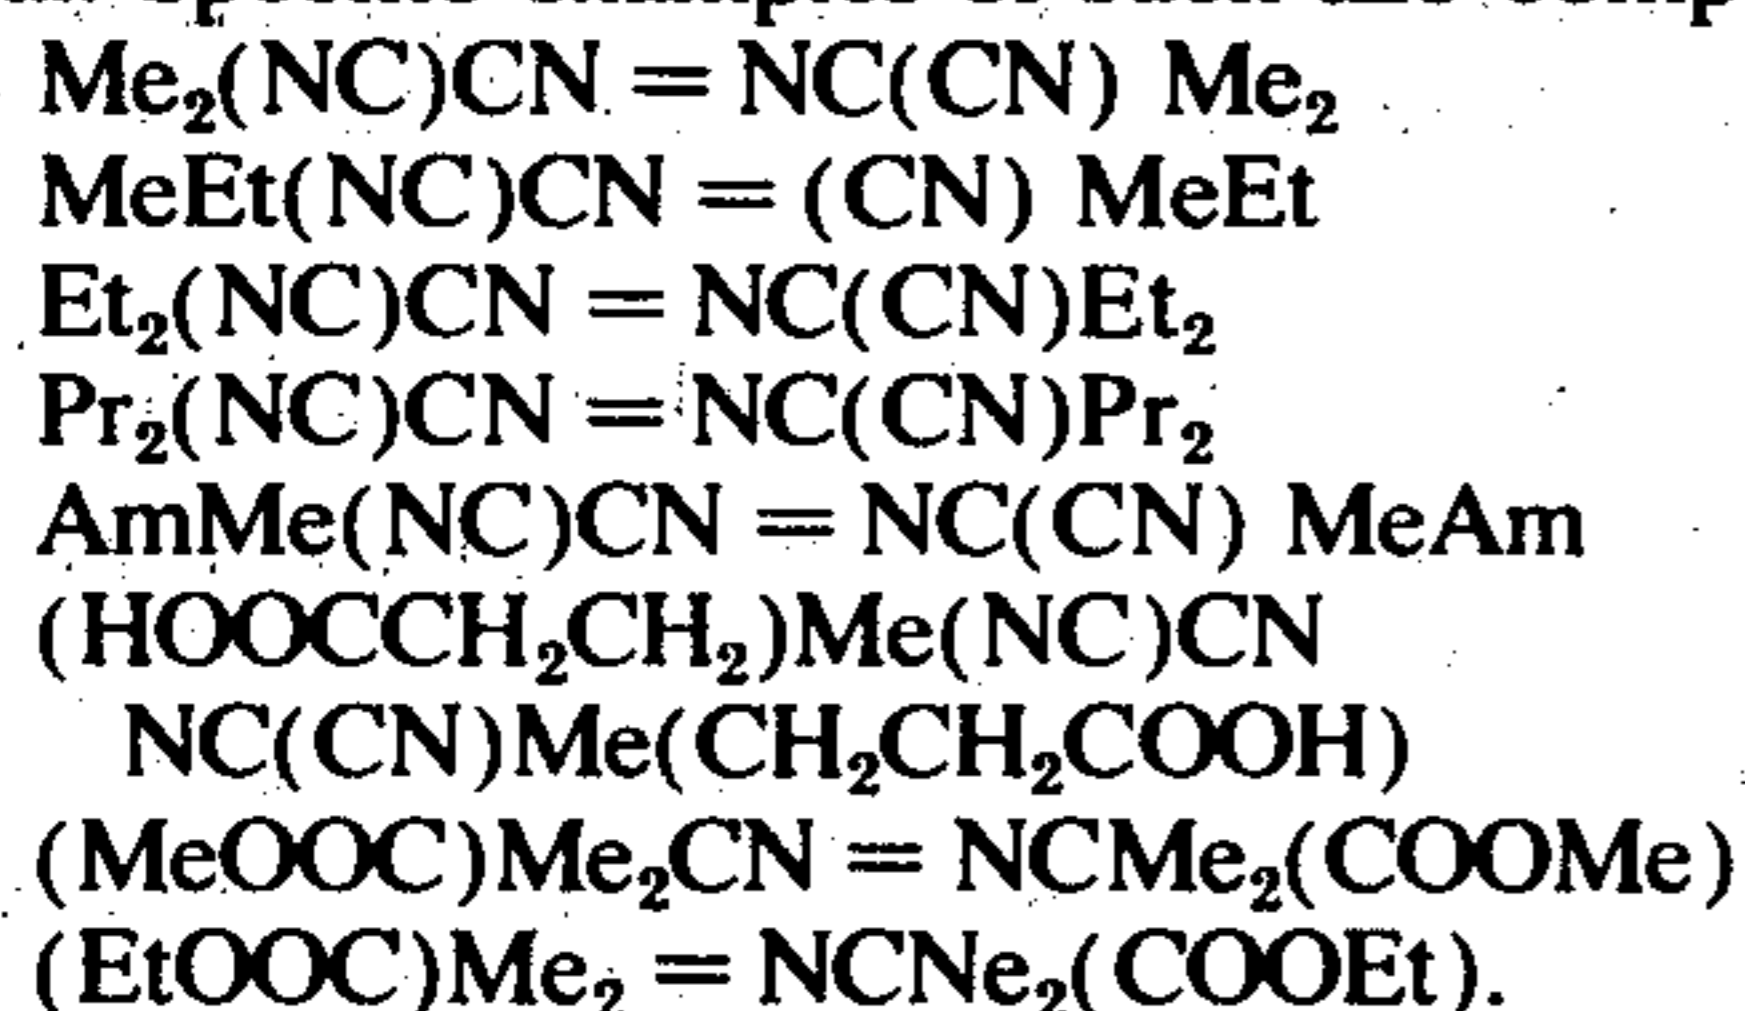 Me₂(NC)CN = NC(CN) Me₂
MeEt(NC)CN = (CN) MeEt
Et₂(NC)CN = NC(CN)Et₂
Pr₂(NC)CN = NC(CN)Pr₂
AmMe(NC)CN = NC(CN) MeAm
(HOOCCH₂CH₂)Me(NC)CN
NC(CN)Me(CH₂CH₂COOH)
(MeOOC)Me₂CN = NCMe₂(COOMe)
(EtOOC)Me₂ = NCNe₂(COOEt).